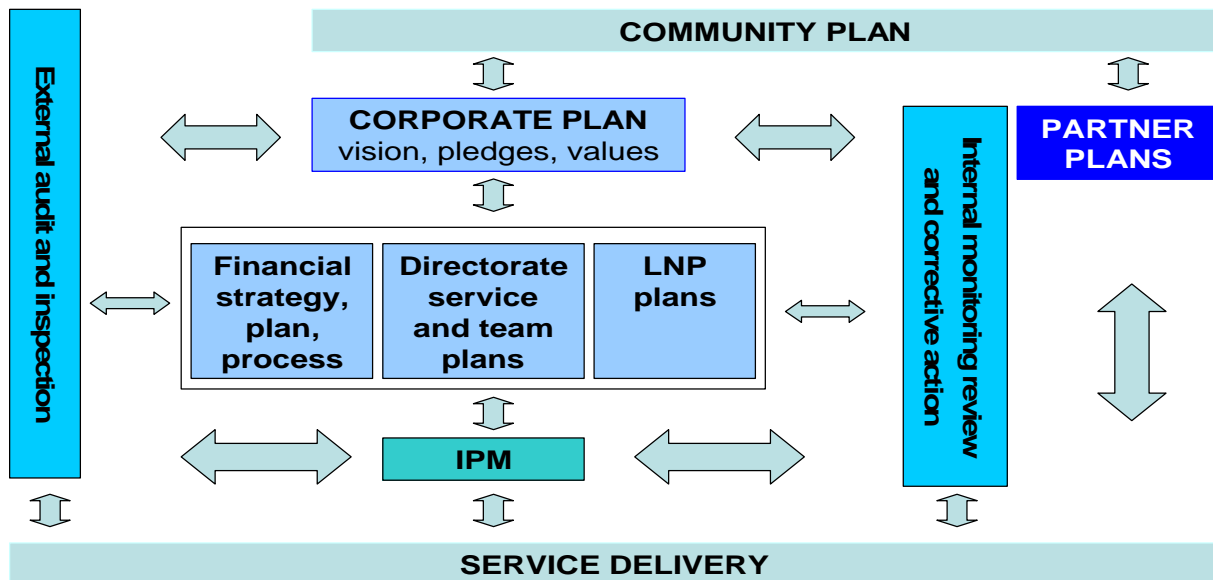 COMMUNITY PLAN
External audit and inspection
CORPORATE PLAN
vision, pledges, values
Internal monitoring review
and corrective action
PARTNER
PLANS
Financial
strategy,
plan,
process
Directorate
service
and team
plans
LNP
plans
IPM
SERVICE DELIVERY